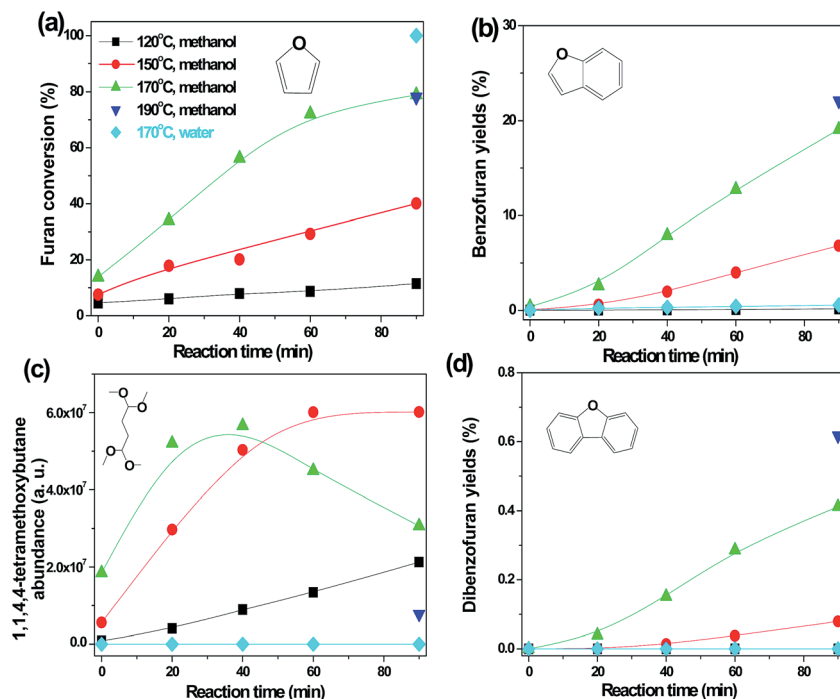 (a)
Furan conversion (%)
100
80
60
40
20
0
120°C, methanol
150°C, methanol
170°C, methanol
190°C, methanol
170°C, water
O
0 20 40 60 80
Reaction time (min)
(b)
Benzofuran yields (%)
30
20
10
0
O
0 20 40 60 80
Reaction time (min)
(c)
1,1,4,4-tetramethoxybutane
abundance (a. u.)
6.0x10⁷
4.0x10⁷
2.0x10⁷
0.0
O O
O O
0 20 40 60 80
Reaction time (min)
(d)
Dibenzofuran yields (%)
0.8
0.6
0.4
0.2
0.0
O
0 20 40 60 80
Reaction time (min)